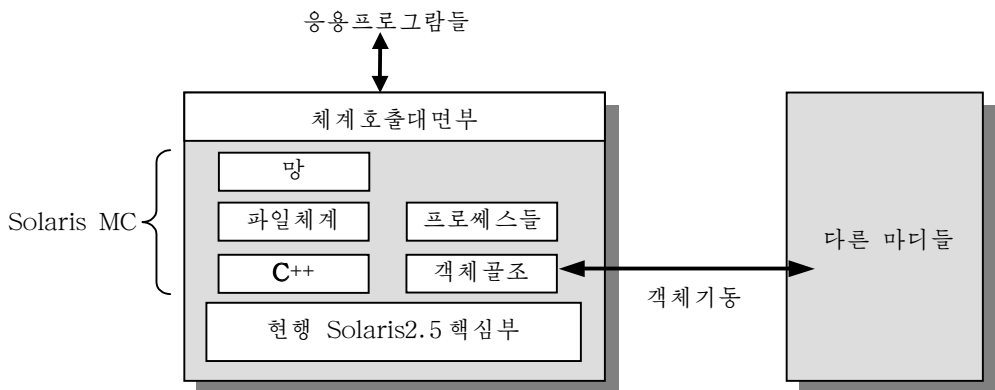 응용프로그람들
체계호출대면부
망
Solaris MC
파일체계
프로쎄스들
다른 마디들
C++
객체골조
객체기동
현행 Solaris2.5 핵심부